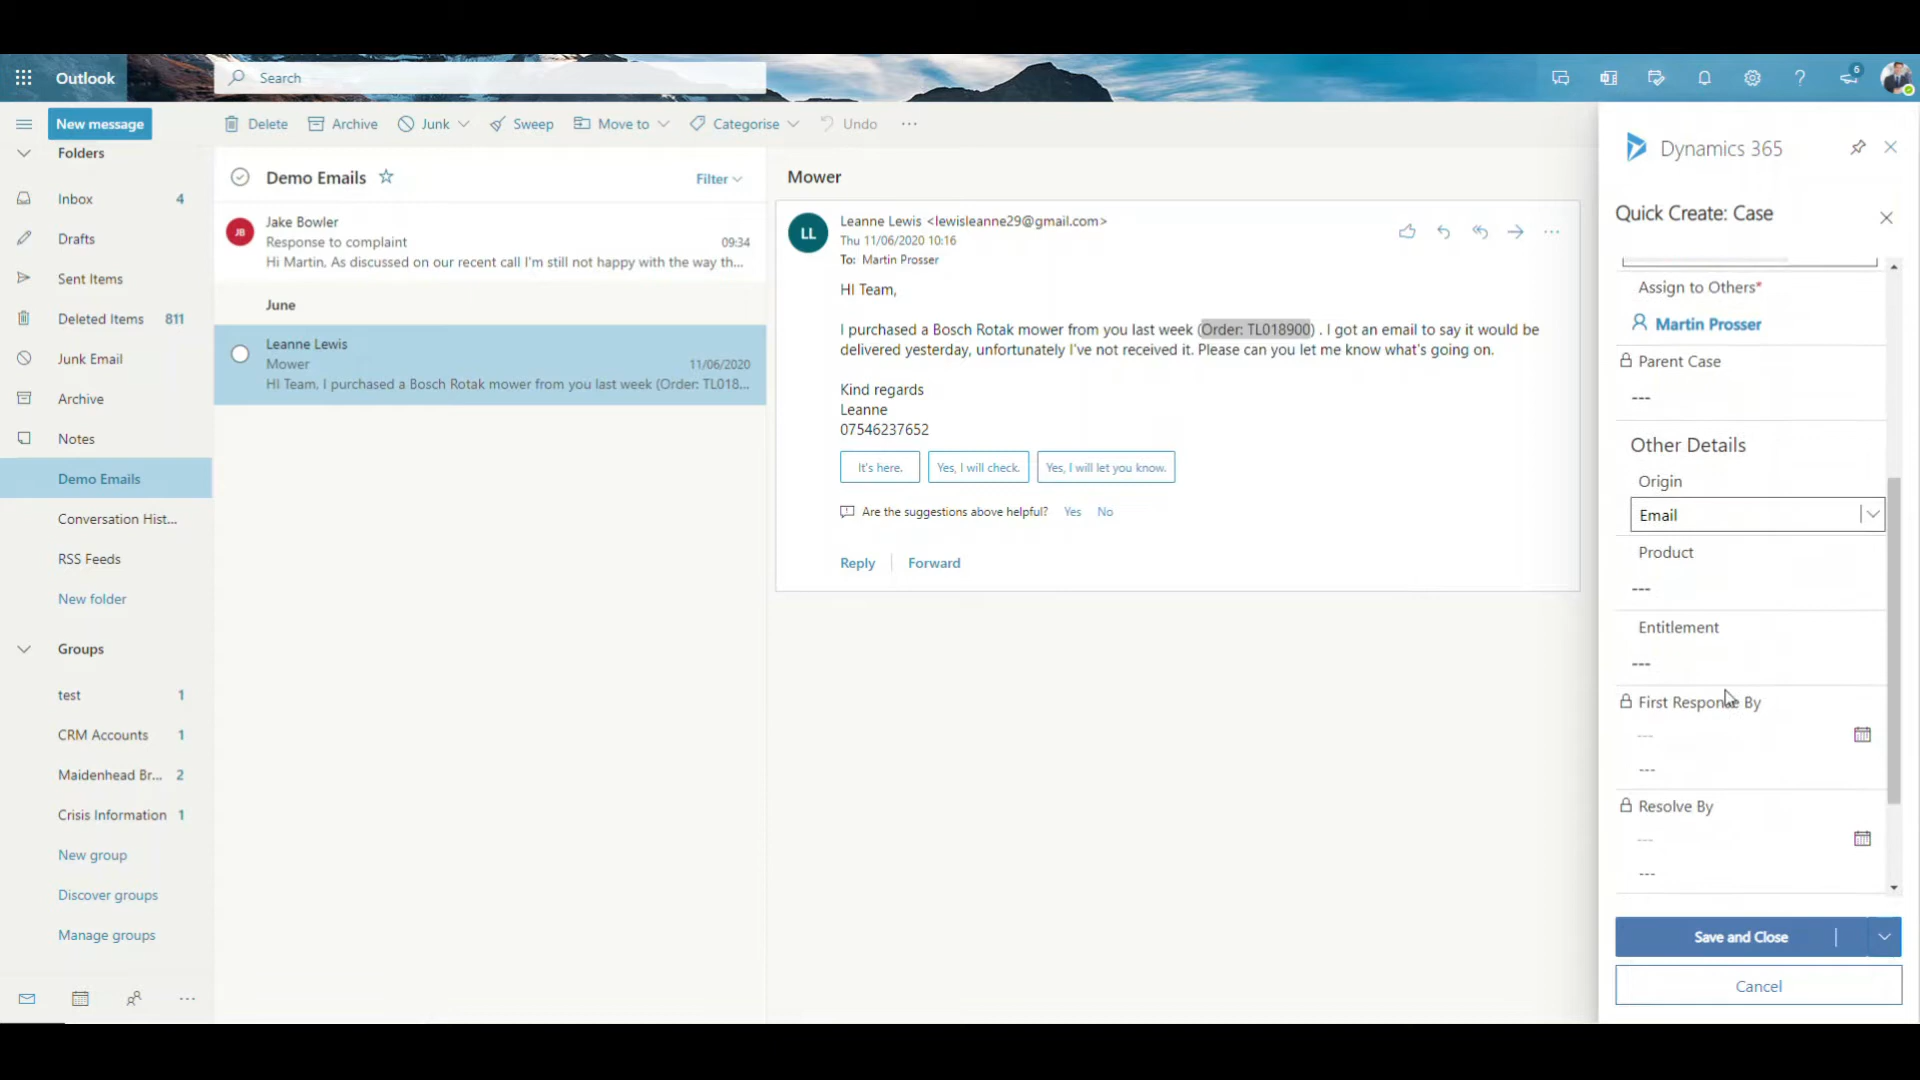 Outlook
Search
6
New message
Delete
Archive
Junk
Sweep
Move to
Categorise
Undo
Folders
Inbox 4
Drafts
Sent Items
Deleted Items 811
Junk Email
Archive
Notes
Demo Emails
Conversation Hist...
RSS Feeds
New folder
Groups
test 1
CRM Accounts 1
Maidenhead Br... 2
Crisis Information 1
New group
Discover groups
Manage groups
Demo Emails
Filter
JB
Jake Bowler
Response to complaint 09:34
Hi Martin, As discussed on our recent call I'm still not happy with the way th...
June
Leanne Lewis
Mower 11/06/2020
HI Team, I purchased a Bosch Rotak mower from you last week (Order: TL018...
Mower
LL
Leanne Lewis <lewisleanne29@gmail.com>
Thu 11/06/2020 10:16
To: Martin Prosser
HI Team,
I purchased a Bosch Rotak mower from you last week (Order: TL018900) . I got an email to say it would be
delivered yesterday, unfortunately I've not received it. Please can you let me know what's going on.
Kind regards
Leanne
07546237652
It's here.
Yes, I will check.
Yes, I will let you know.
Are the suggestions above helpful? Yes No
Reply
Forward
Dynamics 365
Quick Create: Case
Assign to Others*
Martin Prosser
Parent Case
---
Other Details
Origin
Email
Product
---
Entitlement
---
First Response By
---
---
Resolve By
---
---
Save and Close
Cancel